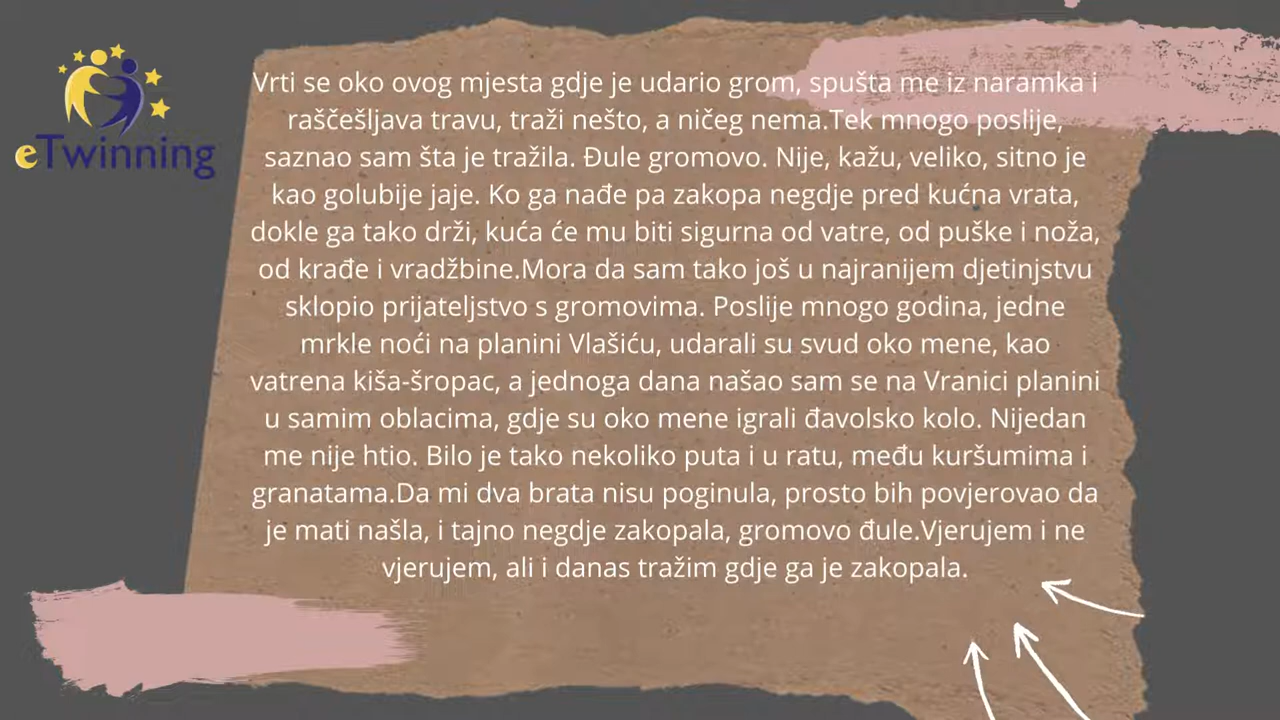 eTwinning
Vrti se oko ovog mjesta gdje je udario grom, spušta me iz naramka i
raščešljava travu, traži nešto, a ničeg nema.Tek mnogo poslije,
saznao sam šta je tražila. Đule gromovo. Nije, kažu, veliko, sitno je
kao golubije jaje. Ko ga nađe pa zakopa negdje pred kućna vrata,
dokle ga tako drži, kuća će mu biti sigurna od vatre, od puške i noža,
od krađe i vradžbine.Mora da sam tako još u najranijem djetinjstvu
sklopio prijateljstvo s gromovima. Poslije mnogo godina, jedne
mrkle noći na planini Vlašiću, udarali su svud oko mene, kao
vatrena kiša-šropac, a jednoga dana našao sam se na Vranici planini
u samim oblacima, gdje su oko mene igrali đavolsko kolo. Nijedan
me nije htio. Bilo je tako nekoliko puta i u ratu, među kuršumima i
granatama.Da mi dva brata nisu poginula, prosto bih povjerovao da
je mati našla, i tajno negdje zakopala, gromovo đule.Vjerujem i ne
vjerujem, ali i danas tražim gdje ga je zakopala.